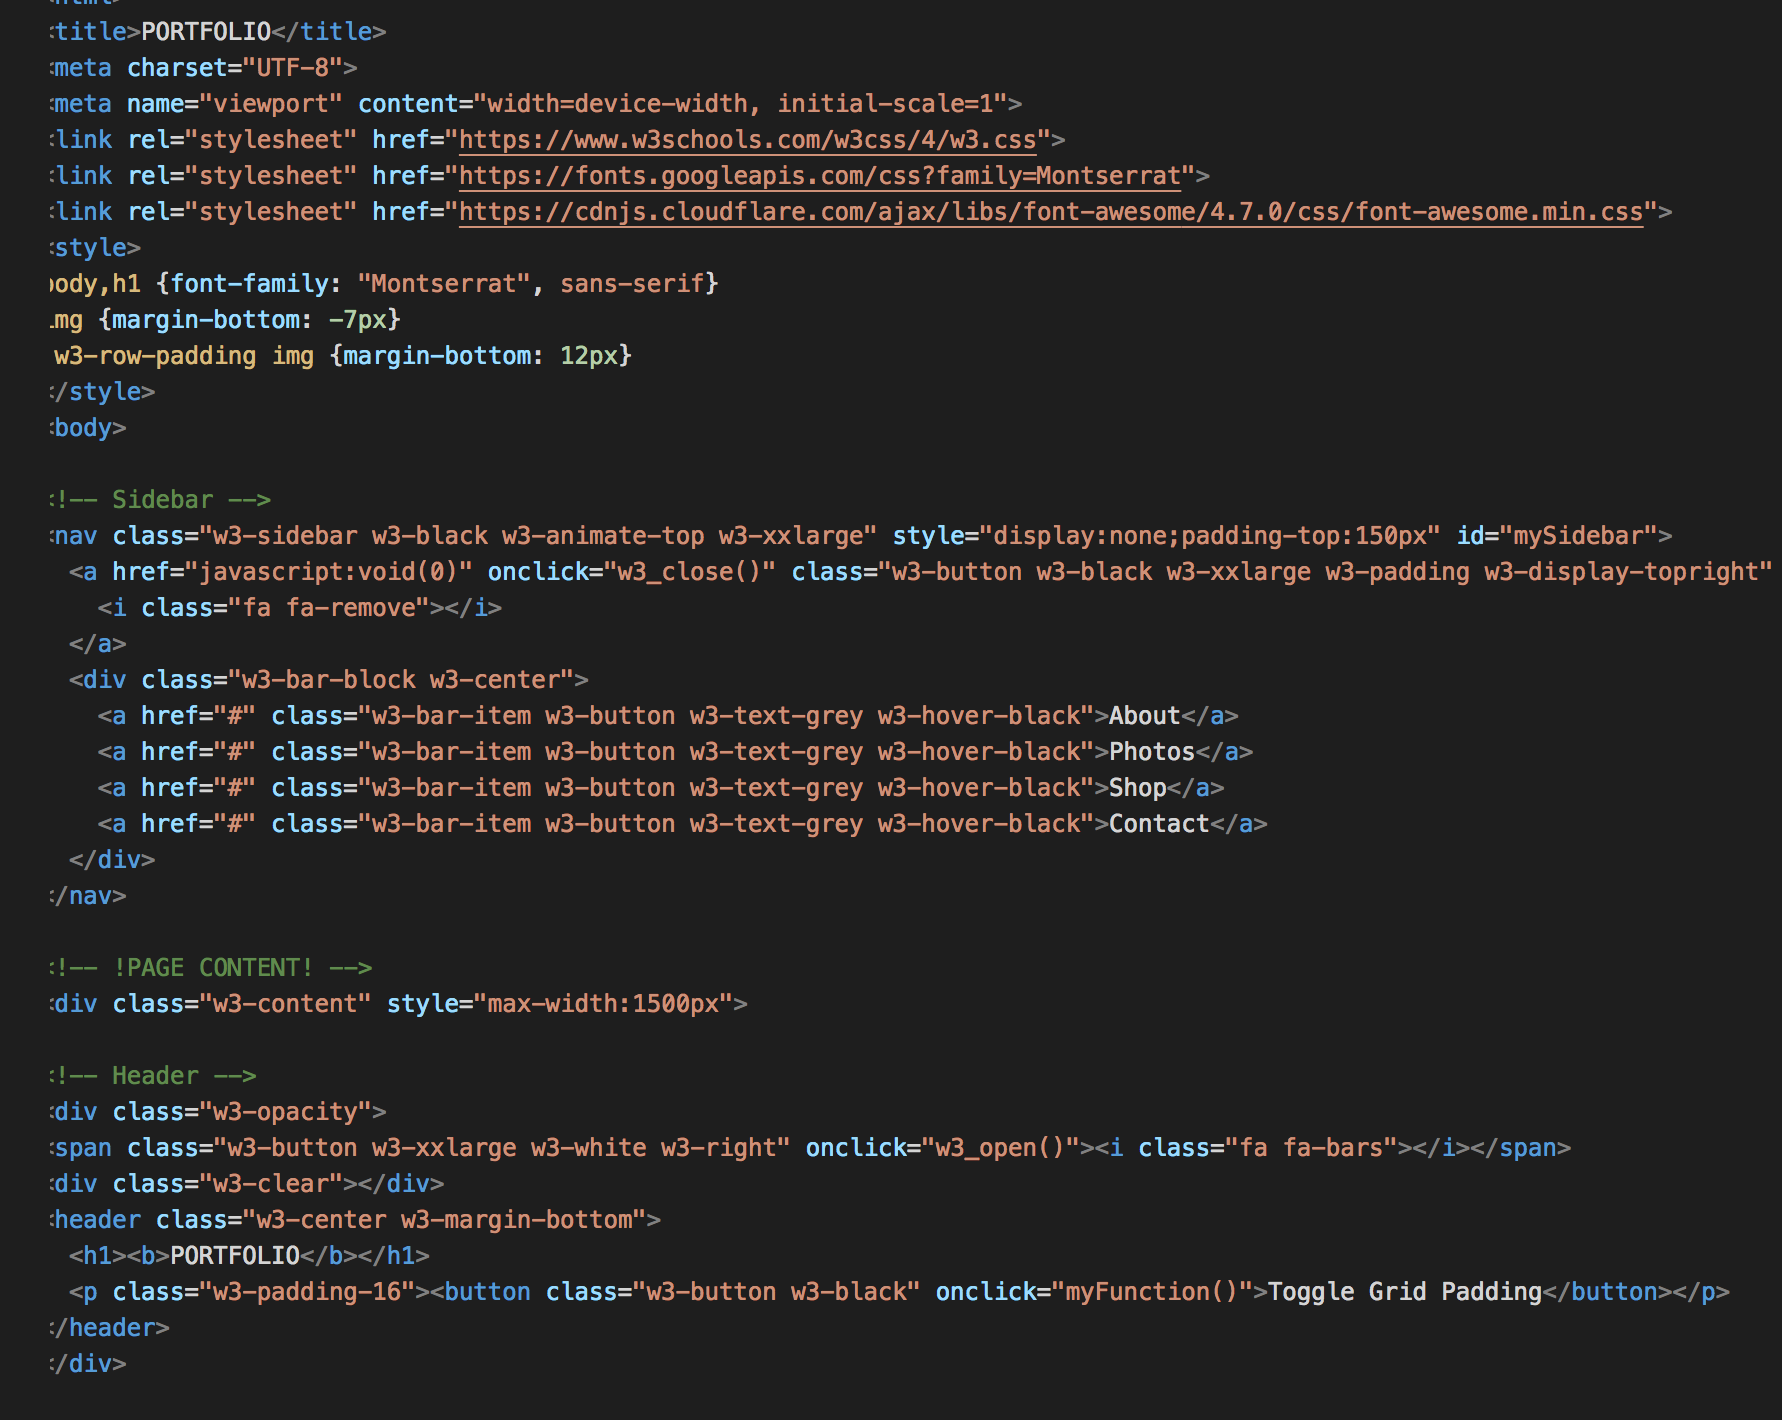 <html>
<title>PORTFOLIO</title>
<meta charset="UTF-8">
<meta name="viewport" content="width=device-width, initial-scale=1">
<link rel="stylesheet" href="https://www.w3schools.com/w3css/4/w3.css">
<link rel="stylesheet" href="https://fonts.googleapis.com/css?family=Montserrat">
<link rel="stylesheet" href="https://cdnjs.cloudflare.com/ajax/libs/font-awesome/4.7.0/css/font-awesome.min.css">
<style>
body,h1 {font-family: "Montserrat", sans-serif}
img {margin-bottom: -7px}
w3-row-padding img {margin-bottom: 12px}
</style>
<body>
<!-- Sidebar -->
<nav class="w3-sidebar w3-black w3-animate-top w3-xxlarge" style="display:none;padding-top:150px" id="mySidebar">
<a href="javascript:void(0)" onclick="w3_close()" class="w3-button w3-black w3-xxlarge w3-padding w3-display-topright"
<i class="fa fa-remove"></i>
</a>
<div class="w3-bar-block w3-center">
<a href="#" class="w3-bar-item w3-button w3-text-grey w3-hover-black">About</a>
<a href="#" class="w3-bar-item w3-button w3-text-grey w3-hover-black">Photos</a>
<a href="#" class="w3-bar-item w3-button w3-text-grey w3-hover-black">Shop</a>
<a href="#" class="w3-bar-item w3-button w3-text-grey w3-hover-black">Contact</a>
</div>
</nav>
<!-- !PAGE CONTENT! -->
<div class="w3-content" style="max-width:1500px">
<!-- Header -->
<div class="w3-opacity">
<span class="w3-button w3-xxlarge w3-white w3-right" onclick="w3_open()"><i class="fa fa-bars"></i></span>
<div class="w3-clear"></div>
<header class="w3-center w3-margin-bottom">
<h1><b>PORTFOLIO</b></h1>
<p class="w3-padding-16"><button class="w3-button w3-black" onclick="myFunction()">Toggle Grid Padding</button></p>
</header>
</div>